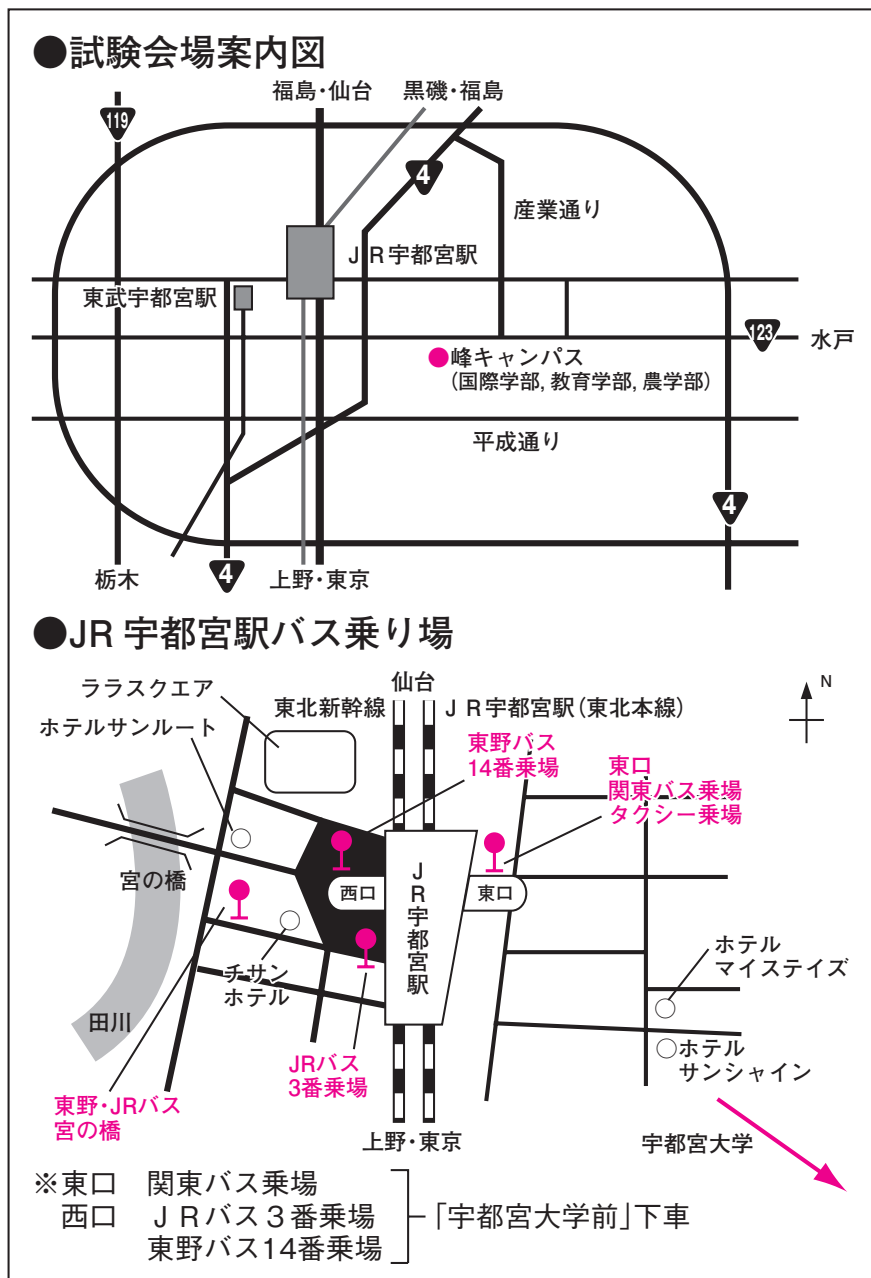 ●試験会場案内図
福島・仙台
黒磯・福島
119
4
産業通り
JR宇都宮駅
東武宇都宮駅
123
水戸
●峰キャンパス
(国際学部, 教育学部, 農学部)
平成通り
4
栃木
4
上野・東京
●JR 宇都宮駅バス乗り場
ララスクエア
仙台
N
東北新幹線
JR宇都宮駅(東北本線)
ホテルサンルート
東野バス
14番乗場
東口
関東バス乗場
タクシー乗場
宮の橋
西口
JR宇都宮駅
東口
チサン
ホテル
ホテル
マイステイズ
田川
ホテル
サンシャイン
JRバス
3番乗場
東野・JRバス
宮の橋
上野・東京
宇都宮大学
※東口 関東バス乗場
西口 JRバス3番乗場
東野バス14番乗場
「宇都宮大学前」下車